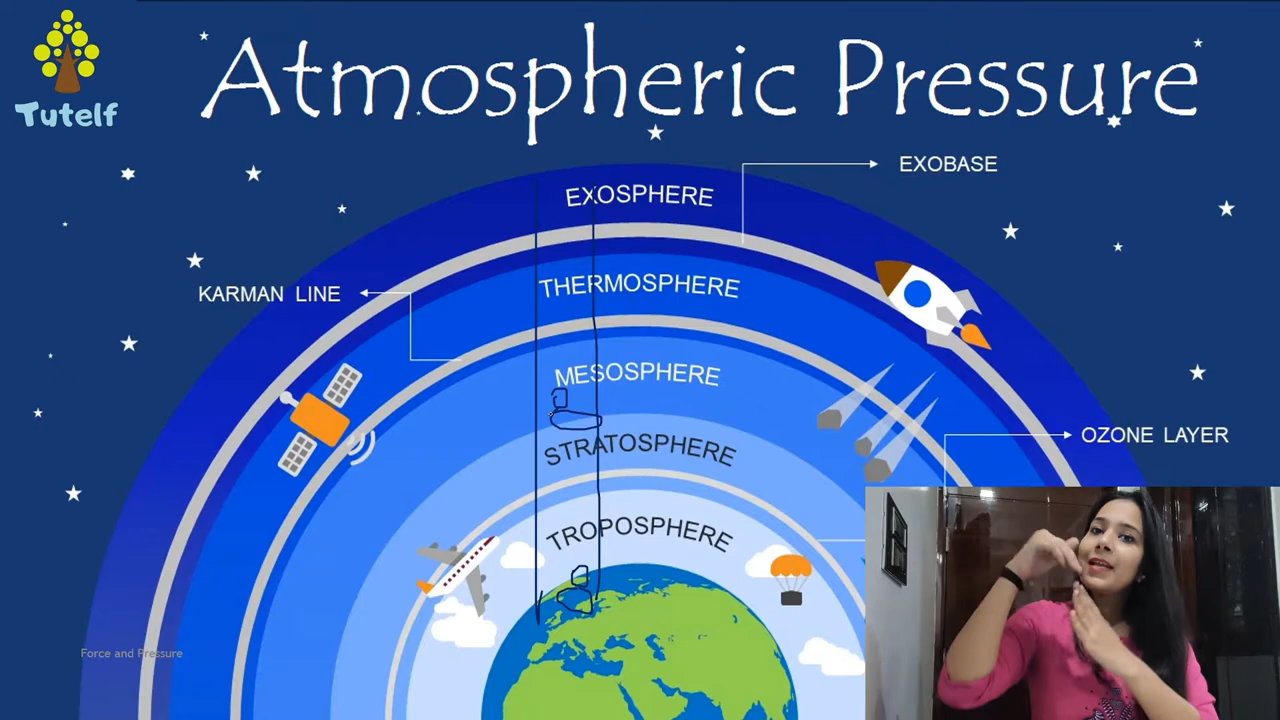 Tutelf
Atmospheric Pressure
EXOBASE
EXOSPHERE
KARMAN LINE
THERMOSPHERE
MESOSPHERE
OZONE LAYER
STRATOSPHERE
TROPOSPHERE
Force and Pressure